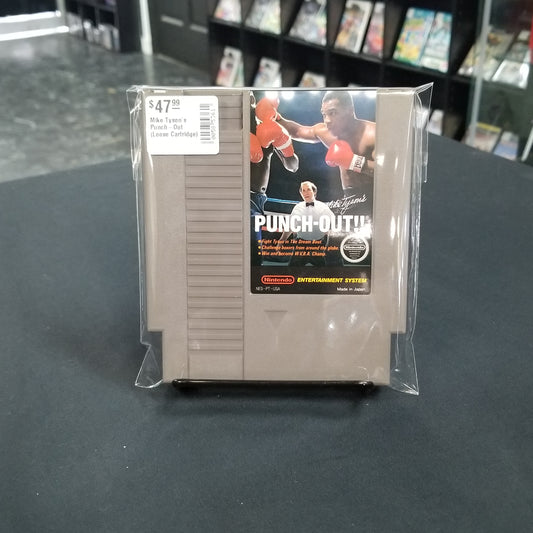 $47.99
Mike Tyson's
Punch - Out
(Loose Cartridge)
Mike Tyson's
PUNCH-OUT!!
• Fight Tyson in The Dream Bout.
• Challenge boxers from around the globe.
• Win and become W.V.B.A. Champ.
Nintendo ENTERTAINMENT SYSTEM
NES-PT-USA
Made in Japan